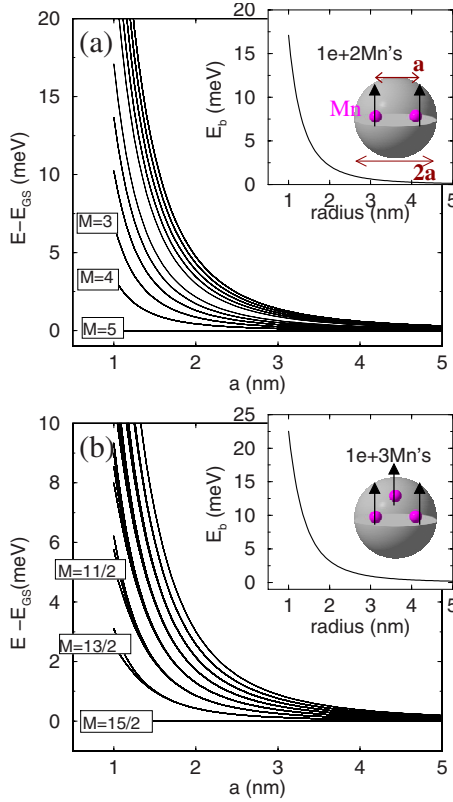 (a)
20
15
10
5
0
E−E_GS (meV)
M=3
M=4
M=5
1 2 3 4 5
a (nm)
20
15
10
5
0
E_b (meV)
1e+2Mn's
a
Mn
2a
0 1 2 3 4 5
radius (nm)
(b)
10
8
6
4
2
0
E −E_GS(meV)
M=11/2
M=13/2
M=15/2
1 2 3 4 5
a (nm)
25
20
15
10
5
0
E_b (meV)
1e+3Mn's
0 1 2 3 4 5
radius (nm)